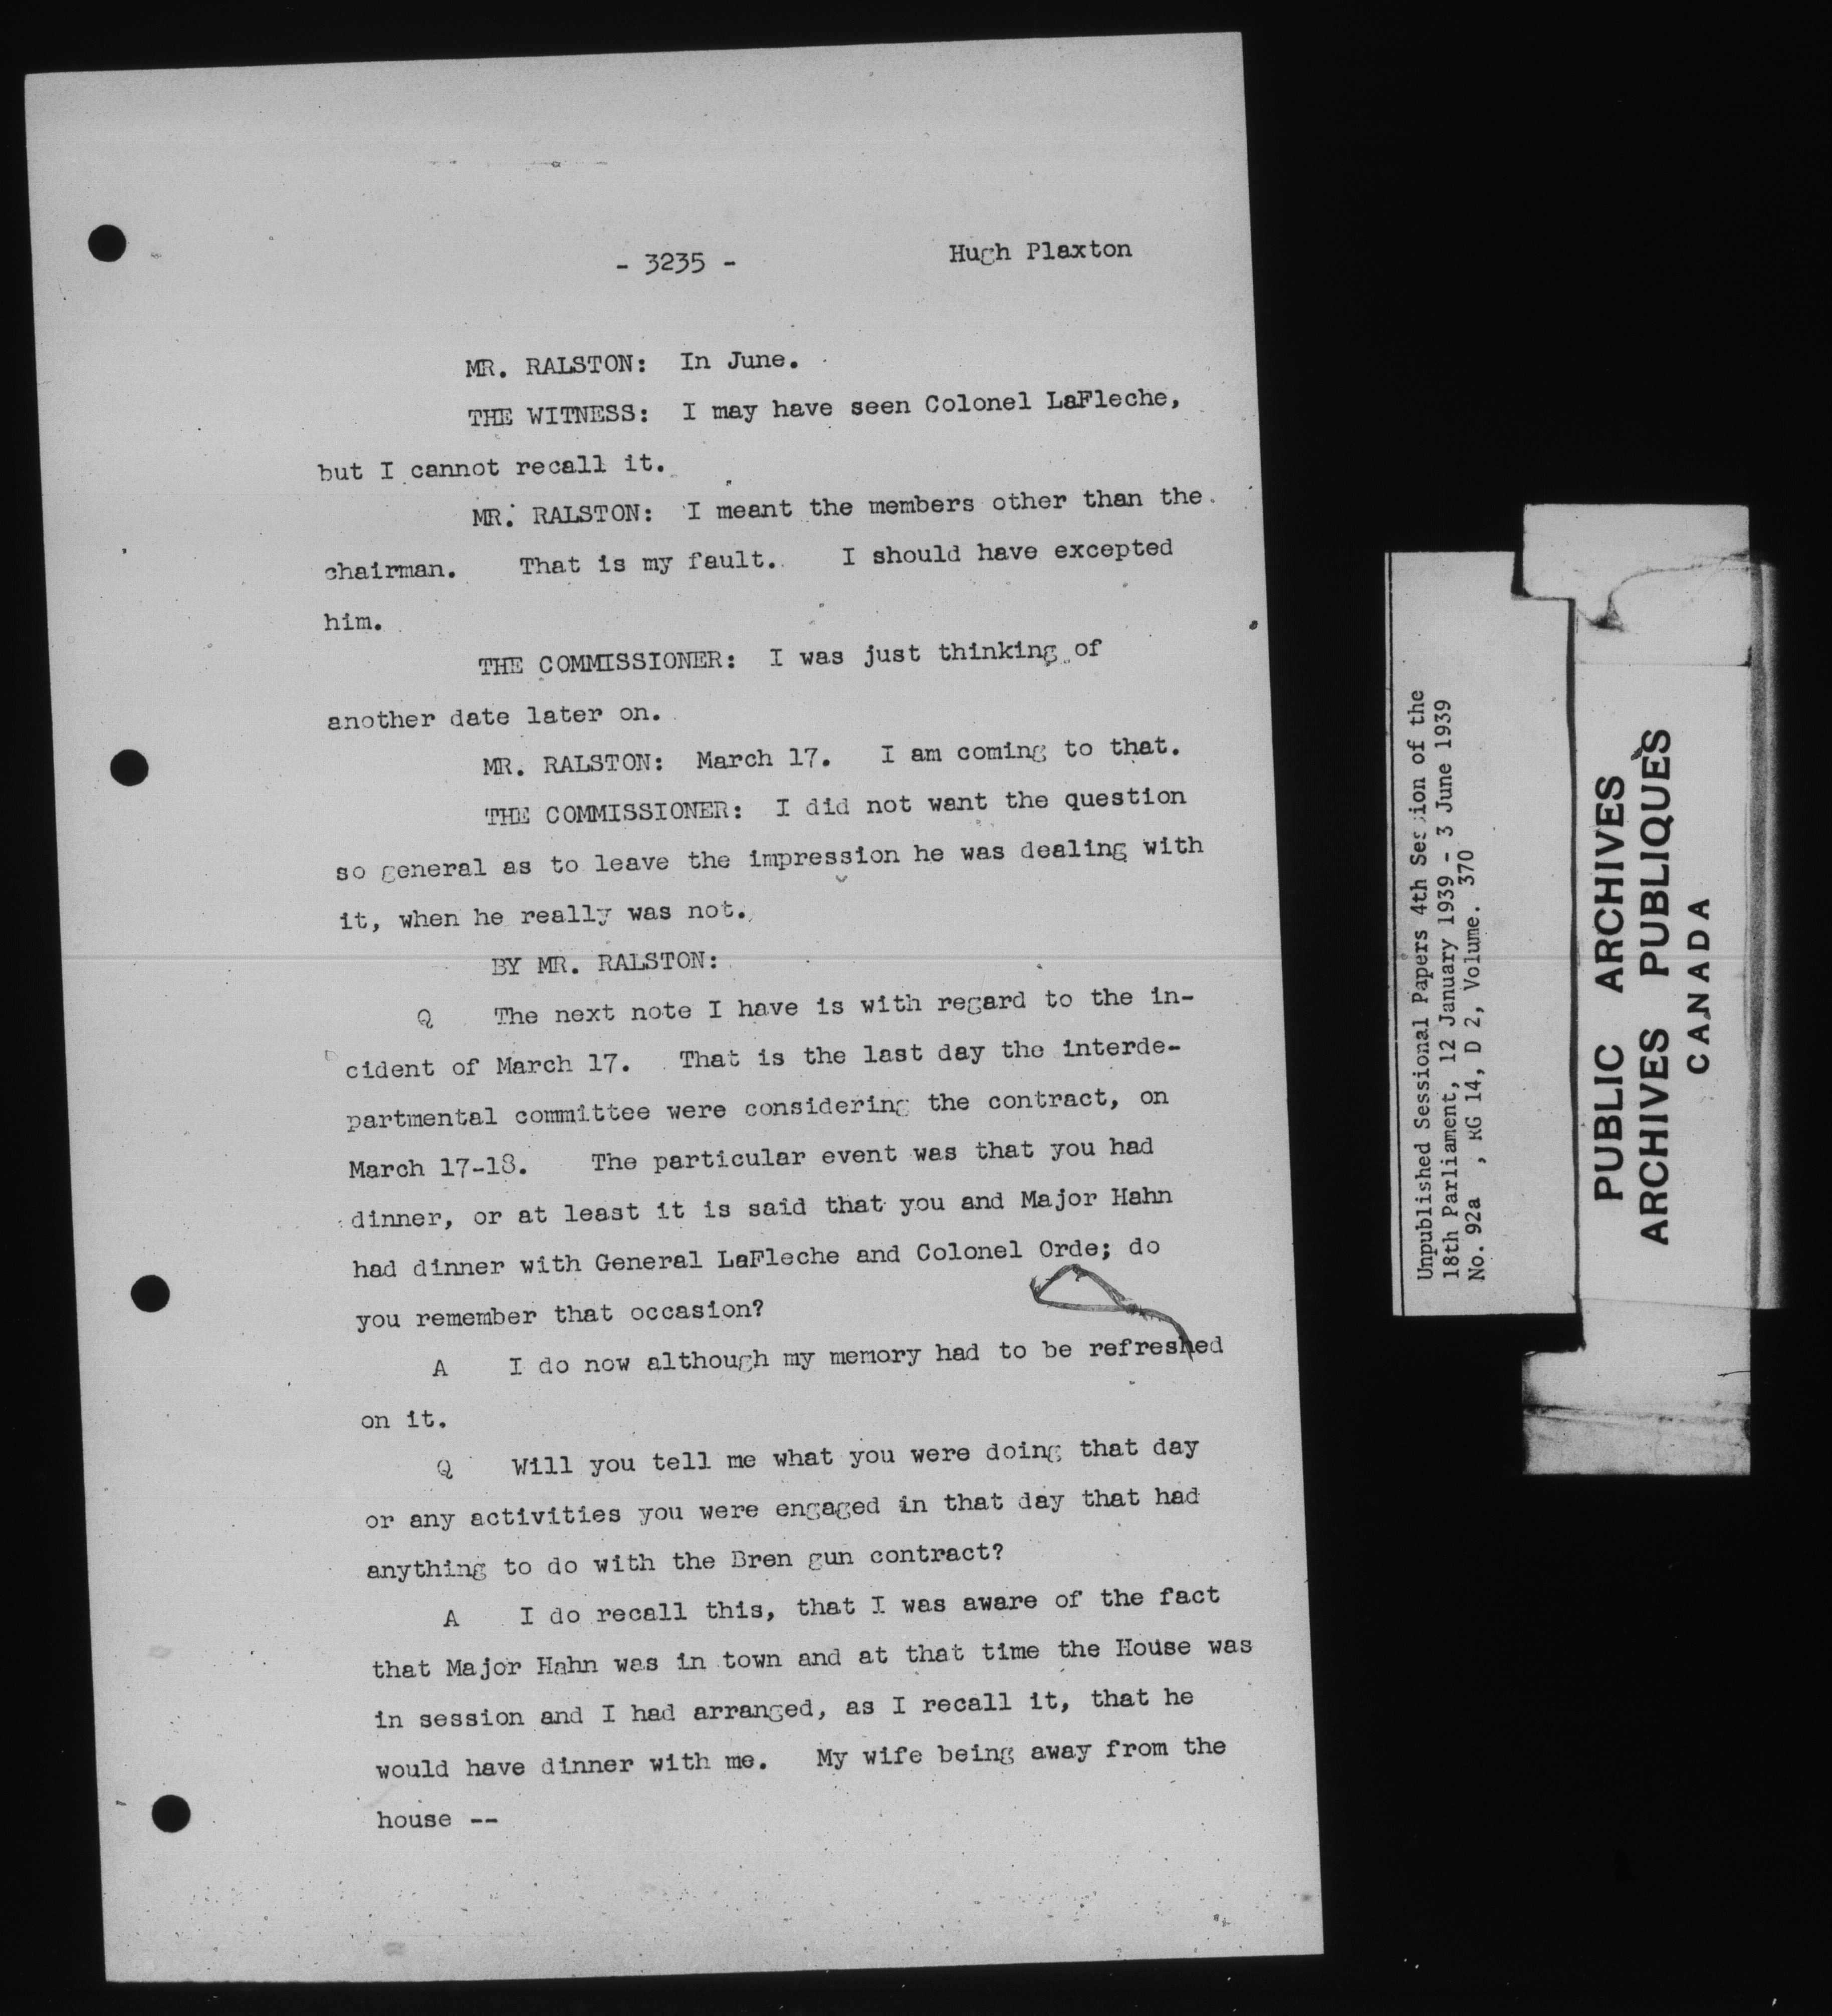 - 3235 -
Hugh Plaxton
MR. RALSTON: In June.
THE WITNESS: I may have seen Colonel LaFleche,
but I cannot recall it.
MR. RALSTON: I meant the members other than the
chairman. That is my fault. I should have excepted
him.
THE COMMISSIONER: I was just thinking of
another date later on.
MR. RALSTON: March 17. I am coming to that.
THE COMMISSIONER: I did not want the question
so general as to leave the impression he was dealing with
it, when he really was not.
BY MR. RALSTON:
Q The next note I have is with regard to the in-
cident of March 17. That is the last day the interde-
partmental committee were considering the contract, on
March 17-18. The particular event was that you had
dinner, or at least it is said that you and Major Hahn
had dinner with General LaFleche and Colonel Orde; do
you remember that occasion?
A I do now although my memory had to be refreshed
on it.
Q Will you tell me what you were doing that day
or any activities you were engaged in that day that had
anything to do with the Bren gun contract?
A I do recall this, that I was aware of the fact
that Major Hahn was in town and at that time the House was
in session and I had arranged, as I recall it, that he
would have dinner with me. My wife being away from the
house --
Unpublished Sessional Papers 4th Session of the
18th Parliament, 12 January 1939 - 3 June 1939
No. 92a , RG 14, D 2, Volume. 370
PUBLIC ARCHIVES
ARCHIVES PUBLIQUES
CANADA